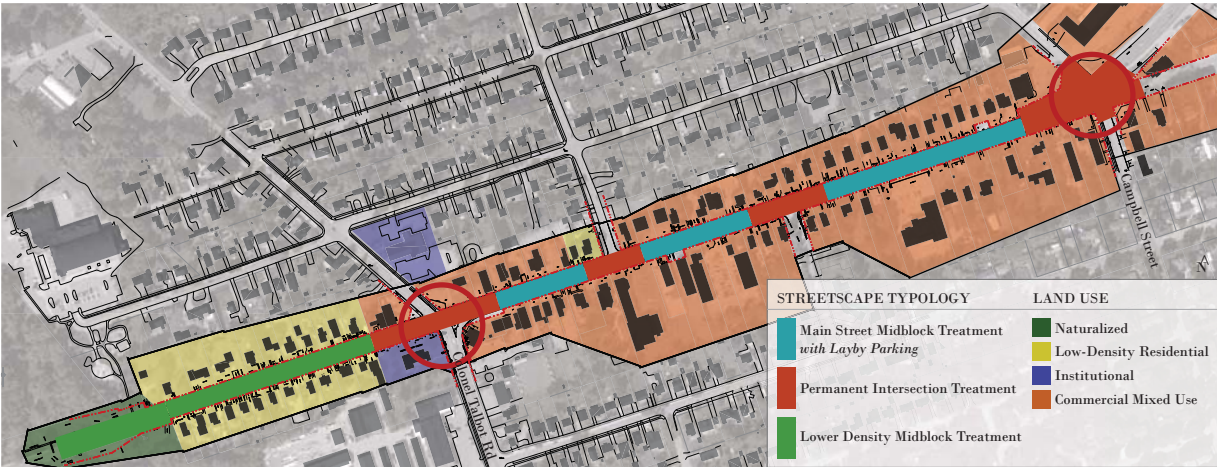 Campbell Street
N
STREETSCAPE TYPOLOGY
Main Street Midblock Treatment
with Layby Parking
Permanent Intersection Treatment
Lower Density Midblock Treatment
LAND USE
Naturalized
Low-Density Residential
Institutional
Commercial Mixed Use
Colonel Talbot Rd